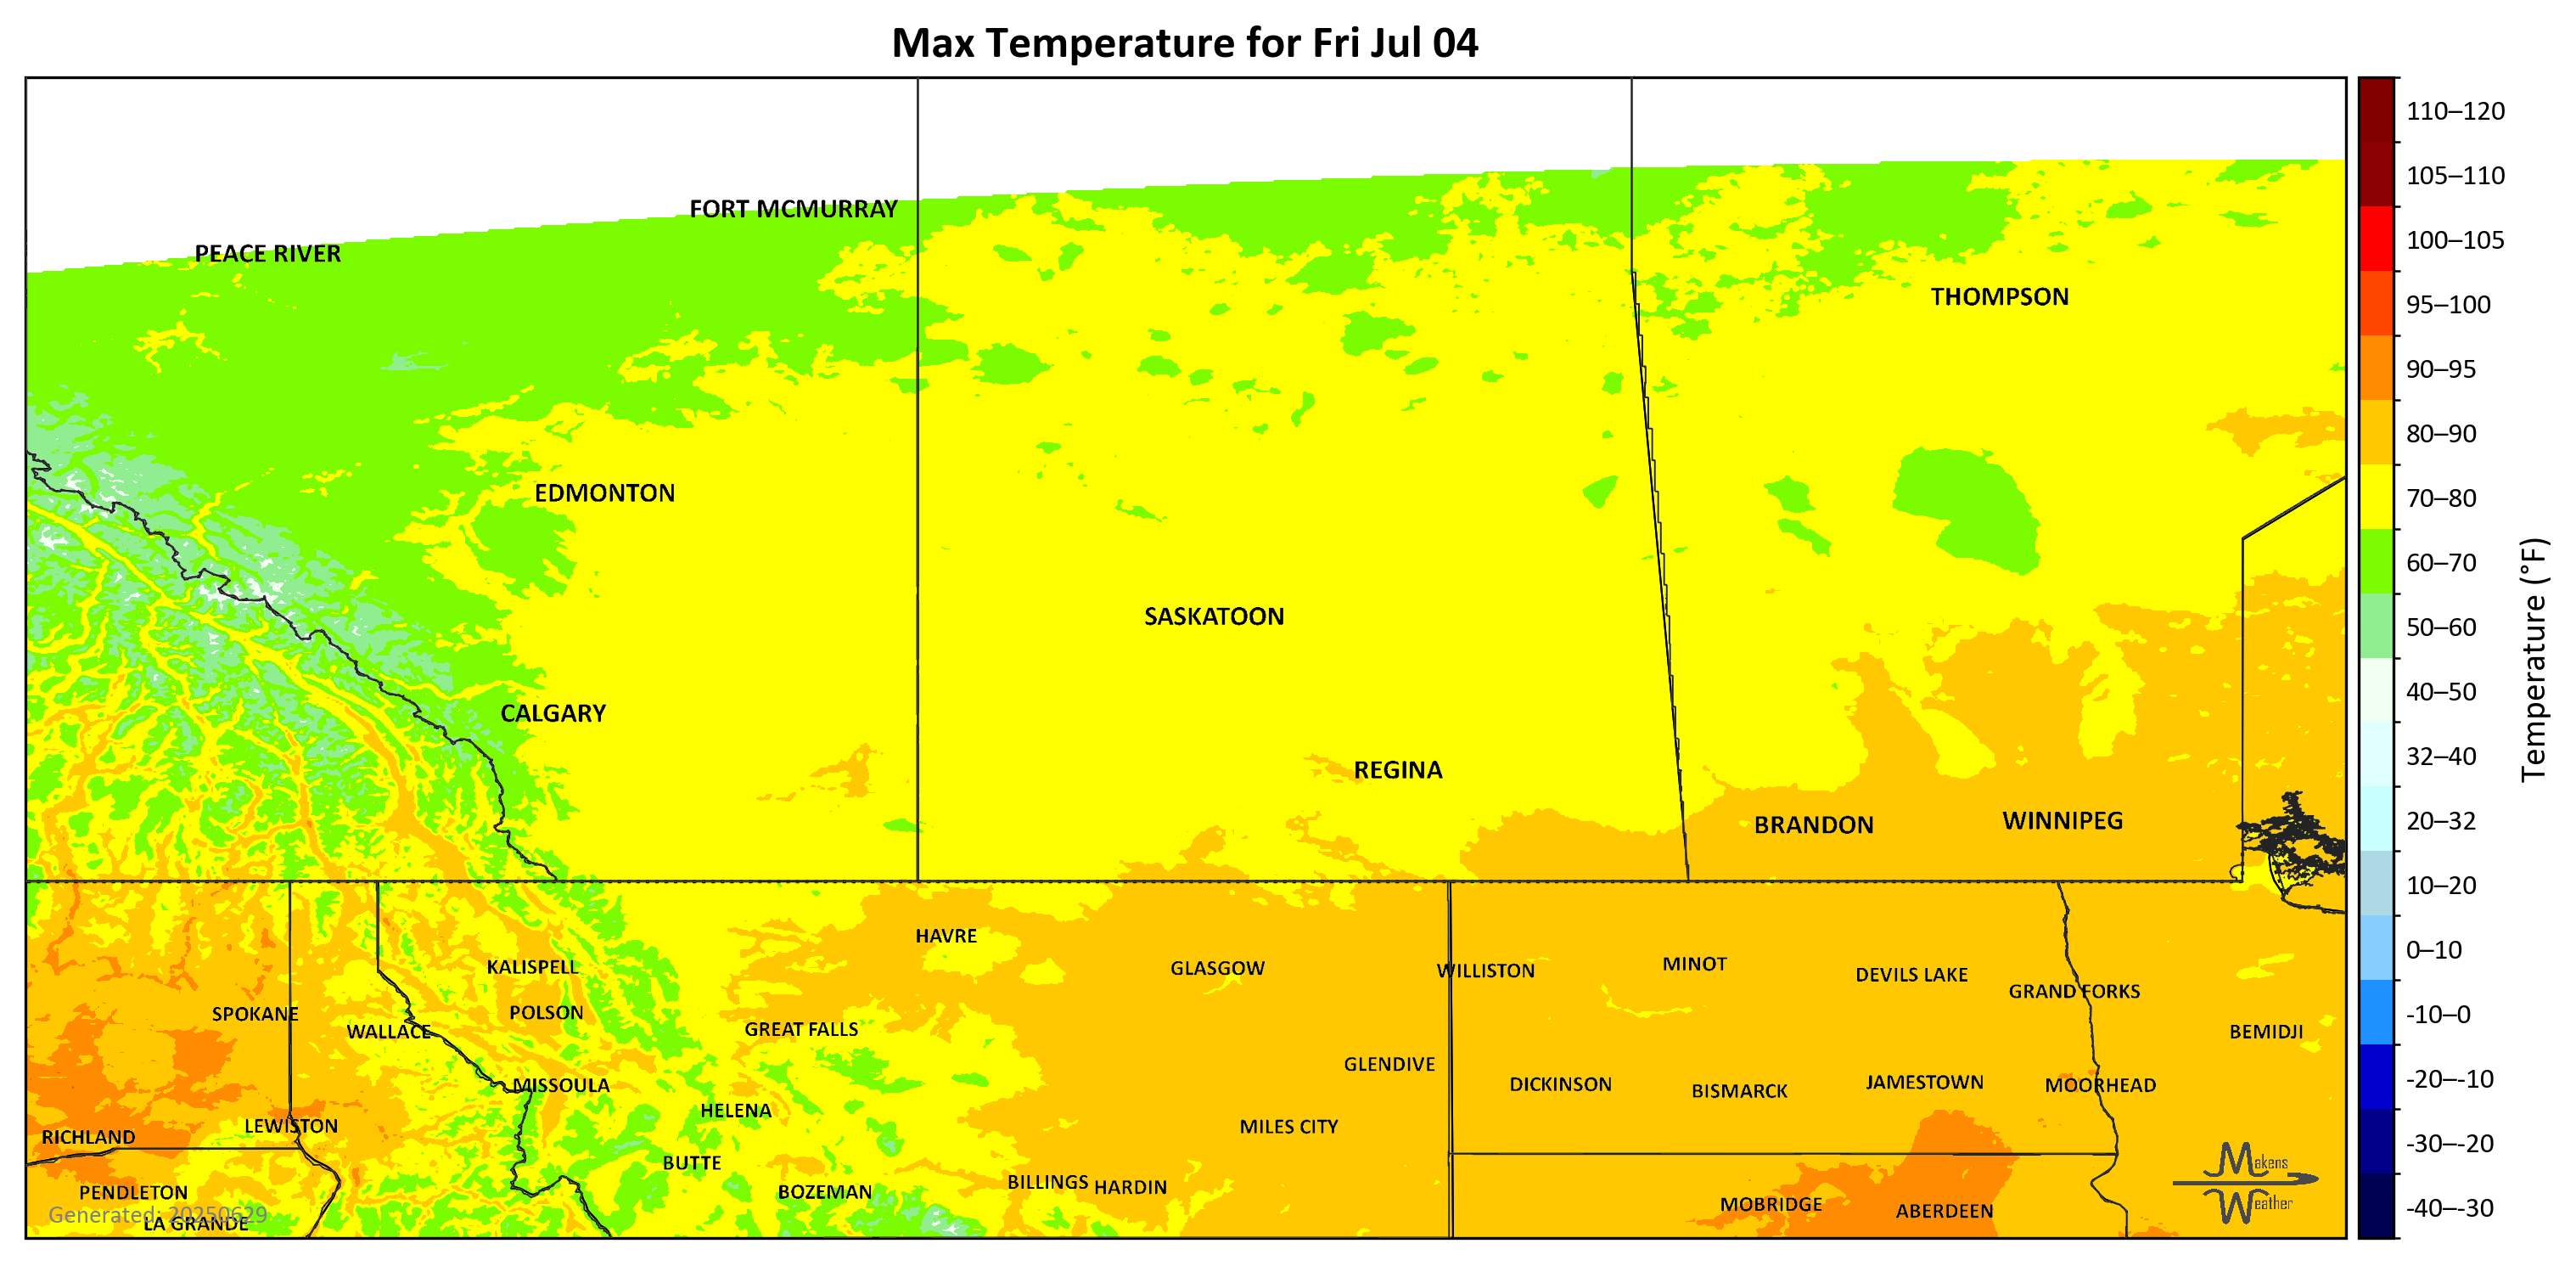 Max Temperature for Fri Jul 04
110–120
105–110
100–105
95–100
90–95
80–90
70–80
60–70
50–60
40–50
32–40
20–32
10–20
0–10
-10–0
-20–-10
-30–-20
-40–-30
Temperature (°F)
FORT MCMURRAY
PEACE RIVER
THOMPSON
EDMONTON
SASKATOON
CALGARY
REGINA
BRANDON
WINNIPEG
HAVRE
KALISPELL
GLASGOW
WILLISTON
MINOT
DEVILS LAKE
GRAND FORKS
SPOKANE
POLSON
WALLACE
GREAT FALLS
BEMIDJI
GLENDIVE
MISSOULA
DICKINSON
BISMARCK
JAMESTOWN
MOORHEAD
HELENA
LEWISTON
MILES CITY
RICHLAND
BUTTE
PENDLETON
BOZEMAN
BILLINGS
HARDIN
MOBRIDGE
ABERDEEN
Generated: 20250629
LA GRANDE
Makens
Weather